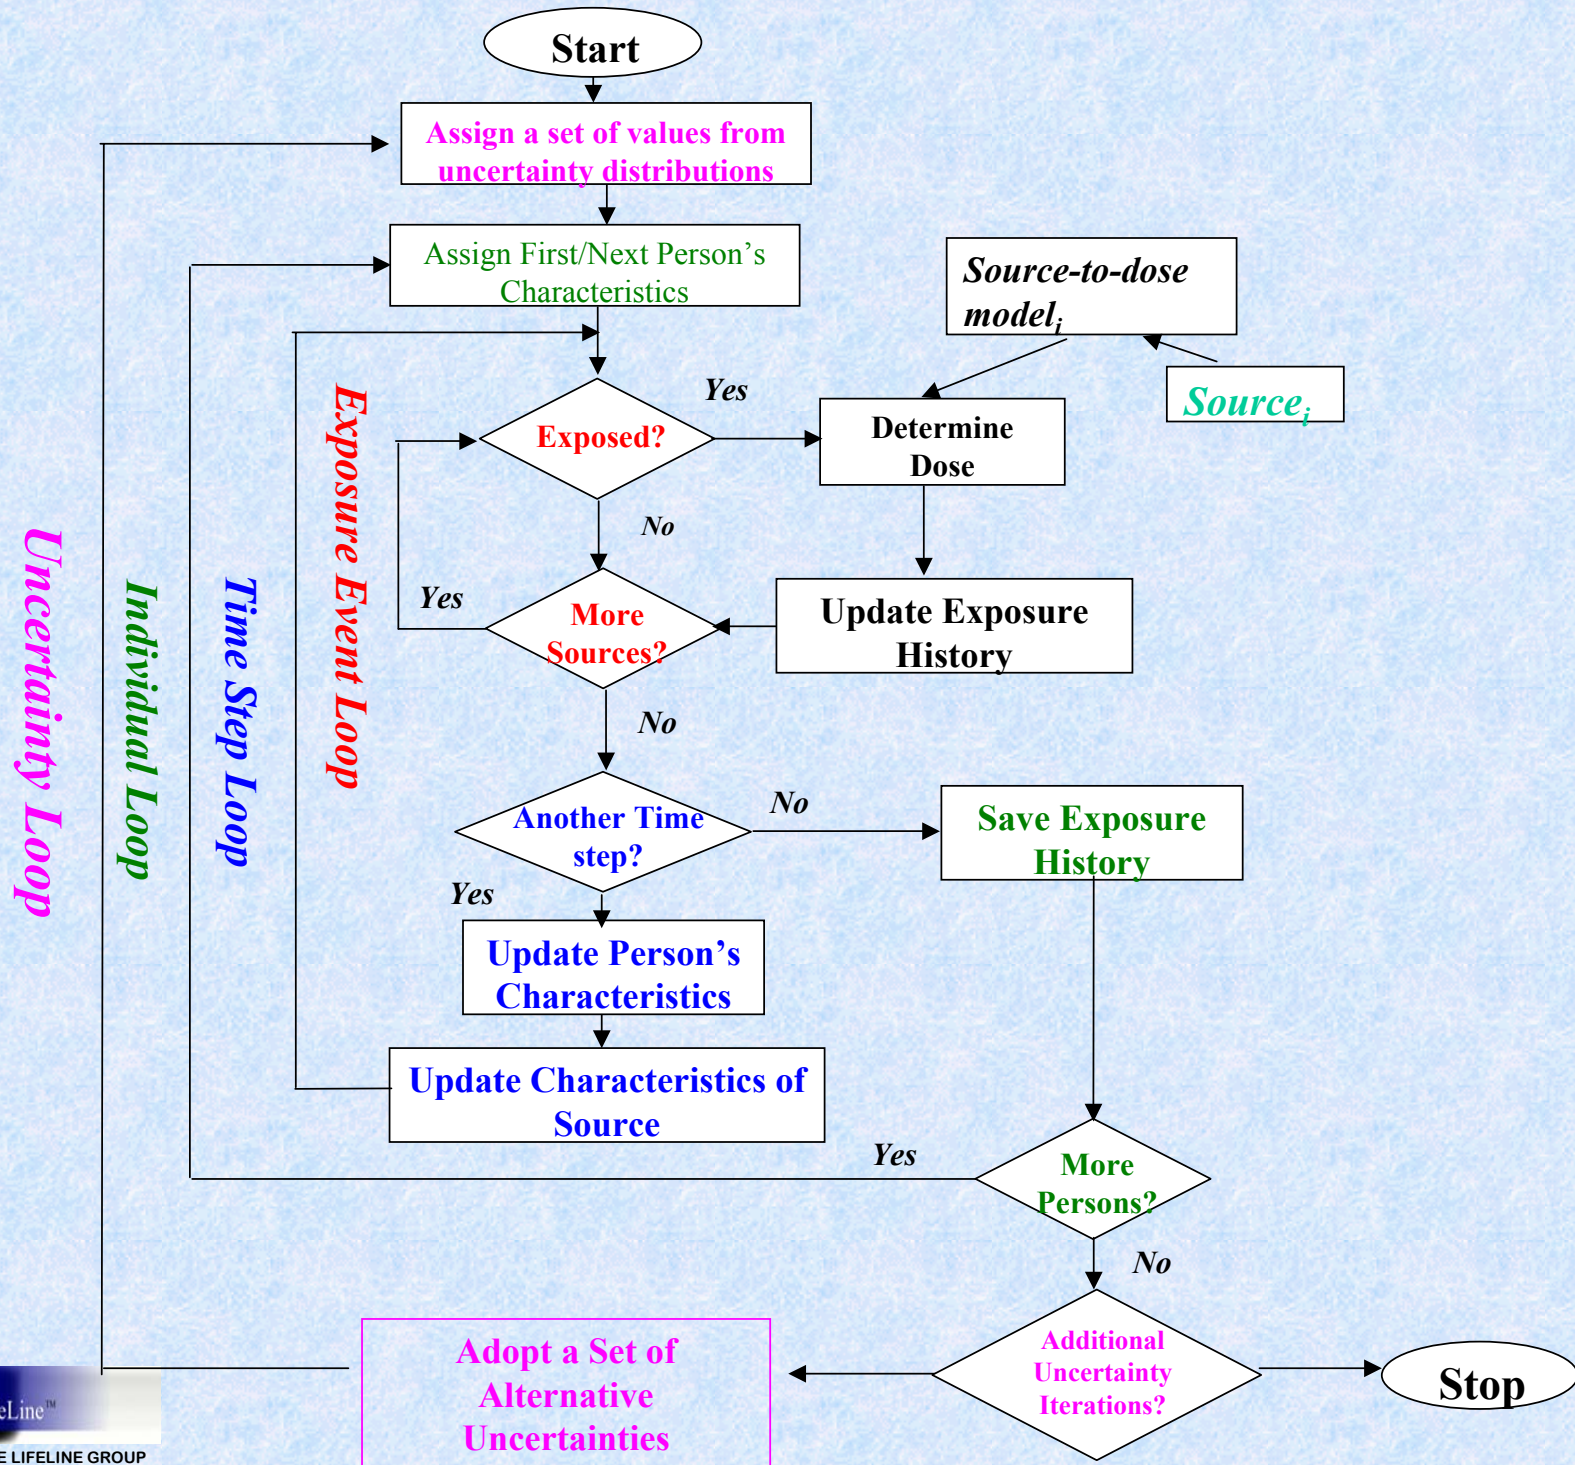 Start
Assign a set of values from
uncertainty distributions
Assign First/Next Person's
Characteristics
Source-to-dose
model i
Source i
Yes
Exposed?
Determine
Dose
No
Yes
More
Sources?
Update Exposure
History
No
Another Time
step?
No
Save Exposure
History
Yes
Update Person's
Characteristics
Update Characteristics of
Source
Yes
More
Persons?
No
Additional
Uncertainty
Iterations?
Stop
Adopt a Set of
Alternative
Uncertainties
Uncertainty Loop
Individual Loop
Time Step Loop
Exposure Event Loop
eLine™
E LIFELINE GROUP